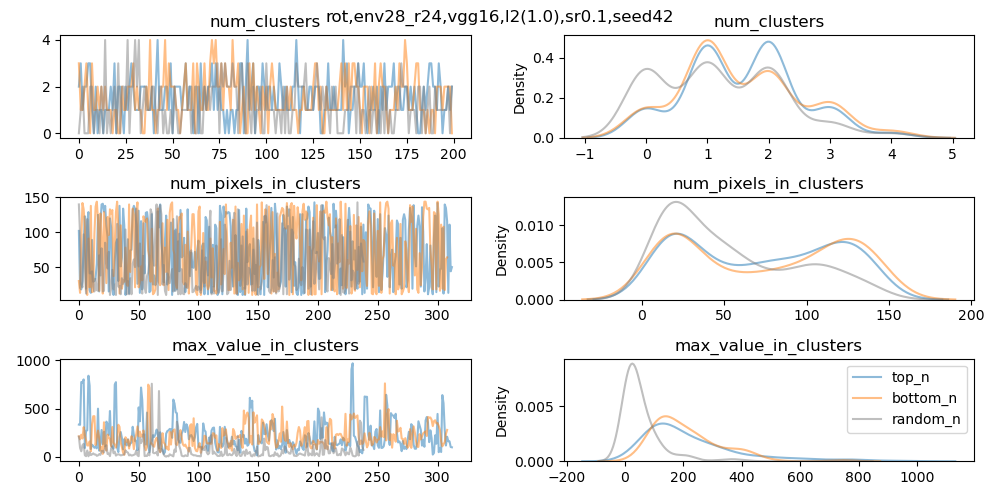 rot,env28_r24,vgg16,l2(1.0),sr0.1,seed42
num_clusters
4
2
0
0 25 50 75 100 125 150 175 200
num_clusters
Density
0.4
0.2
0.0
−1 0 1 2 3 4 5
num_pixels_in_clusters
150
100
50
0 50 100 150 200 250 300
num_pixels_in_clusters
Density
0.010
0.005
0.000
0 50 100 150 200
max_value_in_clusters
1000
500
0
0 50 100 150 200 250 300
max_value_in_clusters
Density
0.005
0.000
−200 0 200 400 600 800 1000
top_n
bottom_n
random_n